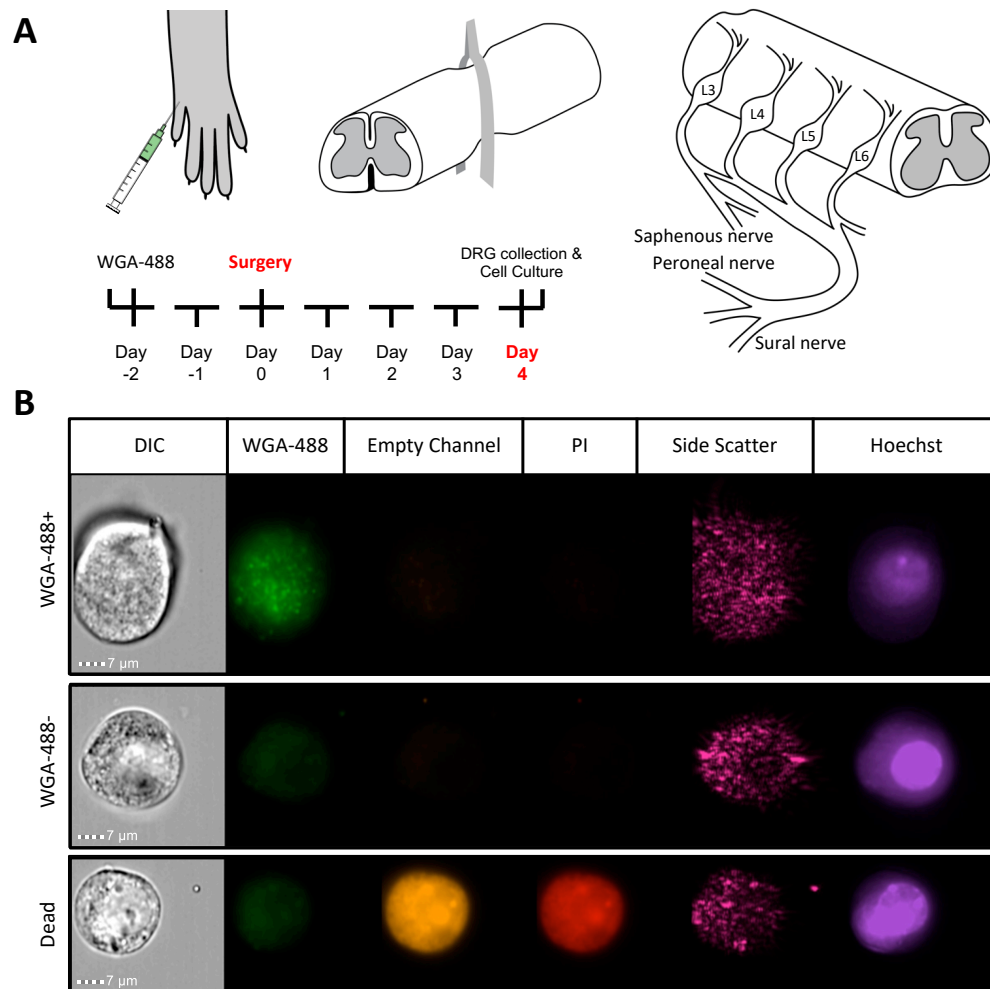 A
L3
L4
L5
L6
Saphenous nerve
Peroneal nerve
Sural nerve
WGA-488
Surgery
DRG collection &
Cell Culture
Day
-2
Day
-1
Day
0
Day
1
Day
2
Day
3
Day
4
B
DIC
WGA-488
Empty Channel
PI
Side Scatter
Hoechst
WGA-488+
7 µm
WGA-488-
7 µm
Dead
7 µm